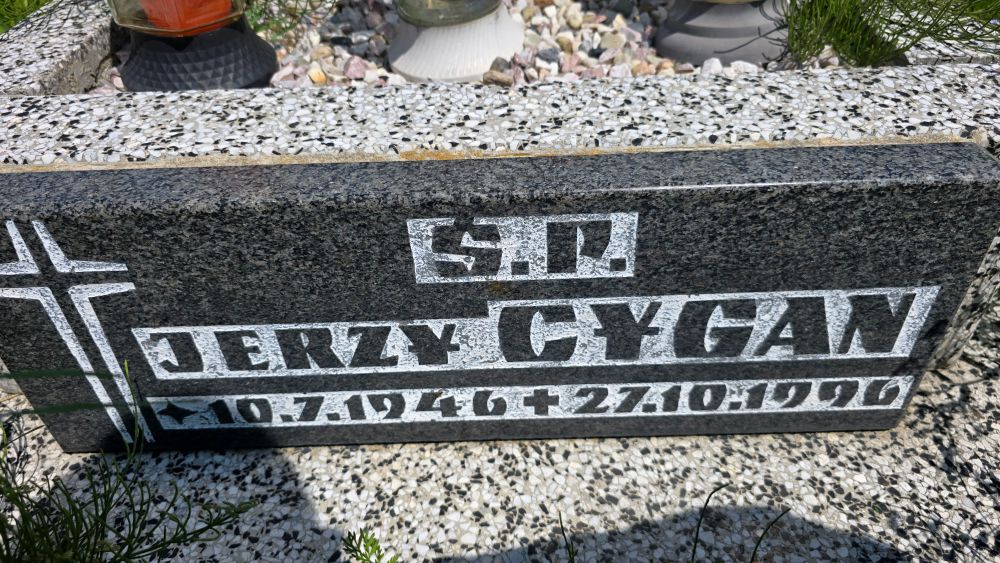 S.P.
JERZY CYGAN
✦ 10.7.1946 + 27.10.1996